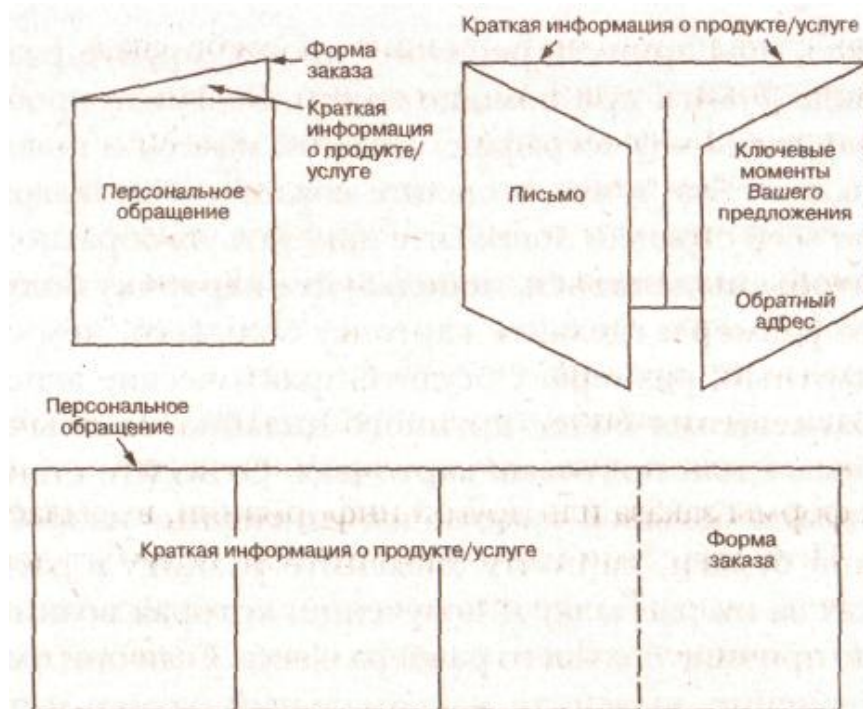 Форма
заказа
Краткая
информация
о продукте/
услуге
Персональное
обращение
Краткая информация о продукте/услуге
Письмо
Ключевые
моменты
Вашего
предложения
Обратный
адрес
Персональное
обращение
Краткая информация о продукте/услуге
Форма
заказа